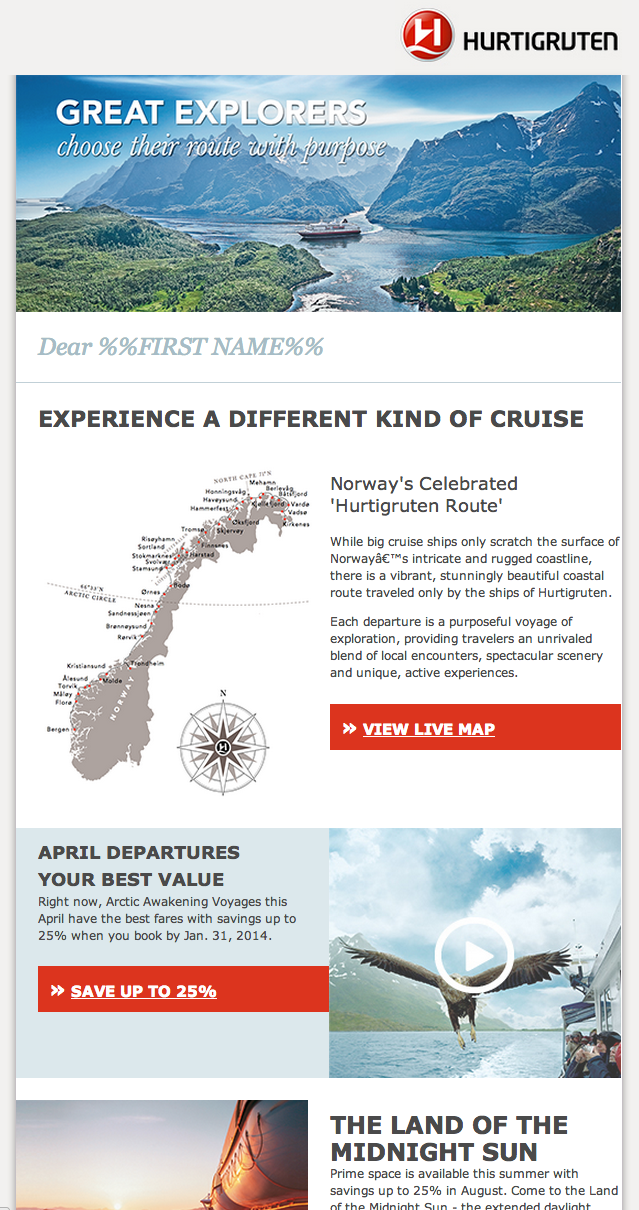 HURTIGRUTEN
GREAT EXPLORERS
choose their route with purpose
Dear %%FIRST NAME%%
EXPERIENCE A DIFFERENT KIND OF CRUISE
NORTH CAPE 71°N
Mehamn
Berlevåg
Honningsvåg
Båtsfjord
Havøysund
Kjøllefjord
Vardø
Hammerfest
Vadsø
Øksfjord
Kirkenes
Tromsø
Skjervøy
Risøyhamn
Finnsnes
Sortland
Harstad
Stokmarknes
Svolvær
Stamsund
66°33'N
ARCTIC CIRCLE
Bodø
Ørnes
Nesna
Sandnessjøen
Brønnøysund
Rørvik
Kristiansund
Trondheim
Ålesund
Molde
Torvik
Måløy
Florø
NORWAY
Bergen
N
Norway's Celebrated
'Hurtigruten Route'
While big cruise ships only scratch the surface of
Norwayâ€™s intricate and rugged coastline,
there is a vibrant, stunningly beautiful coastal
route traveled only by the ships of Hurtigruten.
Each departure is a purposeful voyage of
exploration, providing travelers an unrivaled
blend of local encounters, spectacular scenery
and unique, active experiences.
» VIEW LIVE MAP
APRIL DEPARTURES
YOUR BEST VALUE
Right now, Arctic Awakening Voyages this
April have the best fares with savings up to
25% when you book by Jan. 31, 2014.
» SAVE UP TO 25%
THE LAND OF THE
MIDNIGHT SUN
Prime space is available this summer with
savings up to 25% in August. Come to the Land
of the Midnight Sun - the extended daylight